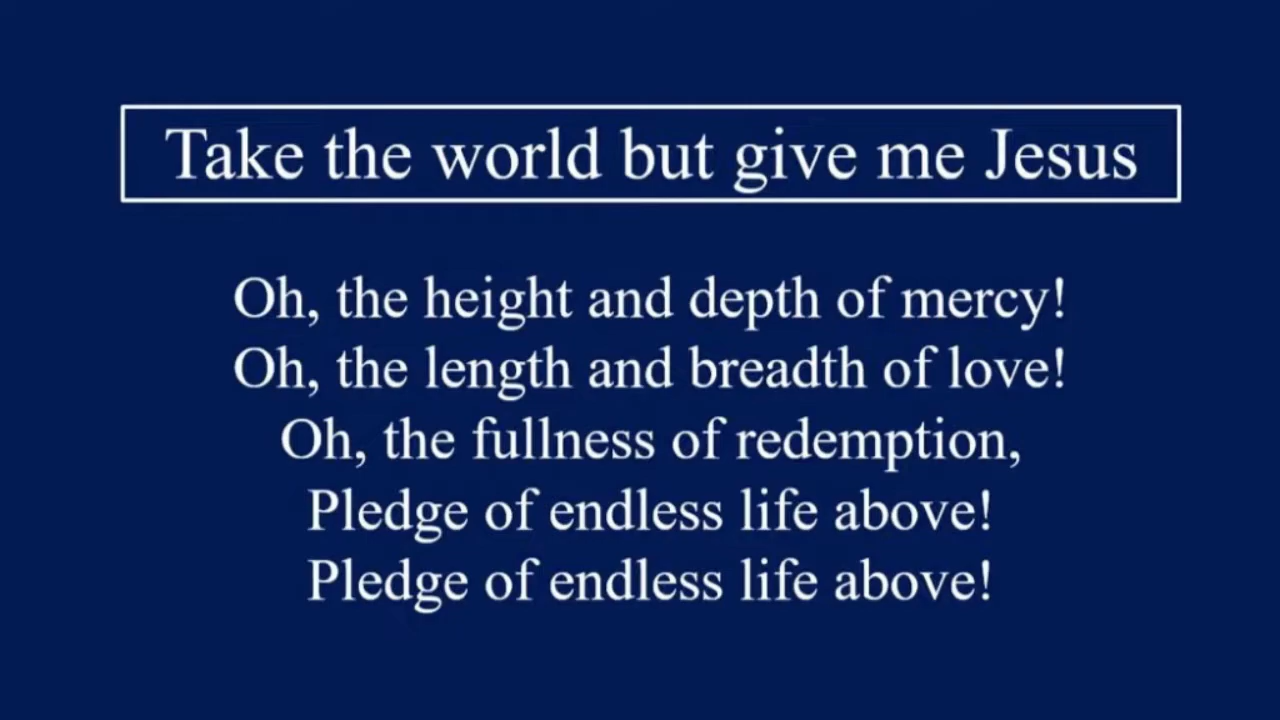 Take the world but give me Jesus
Oh, the height and depth of mercy!
Oh, the length and breadth of love!
Oh, the fullness of redemption,
Pledge of endless life above!
Pledge of endless life above!